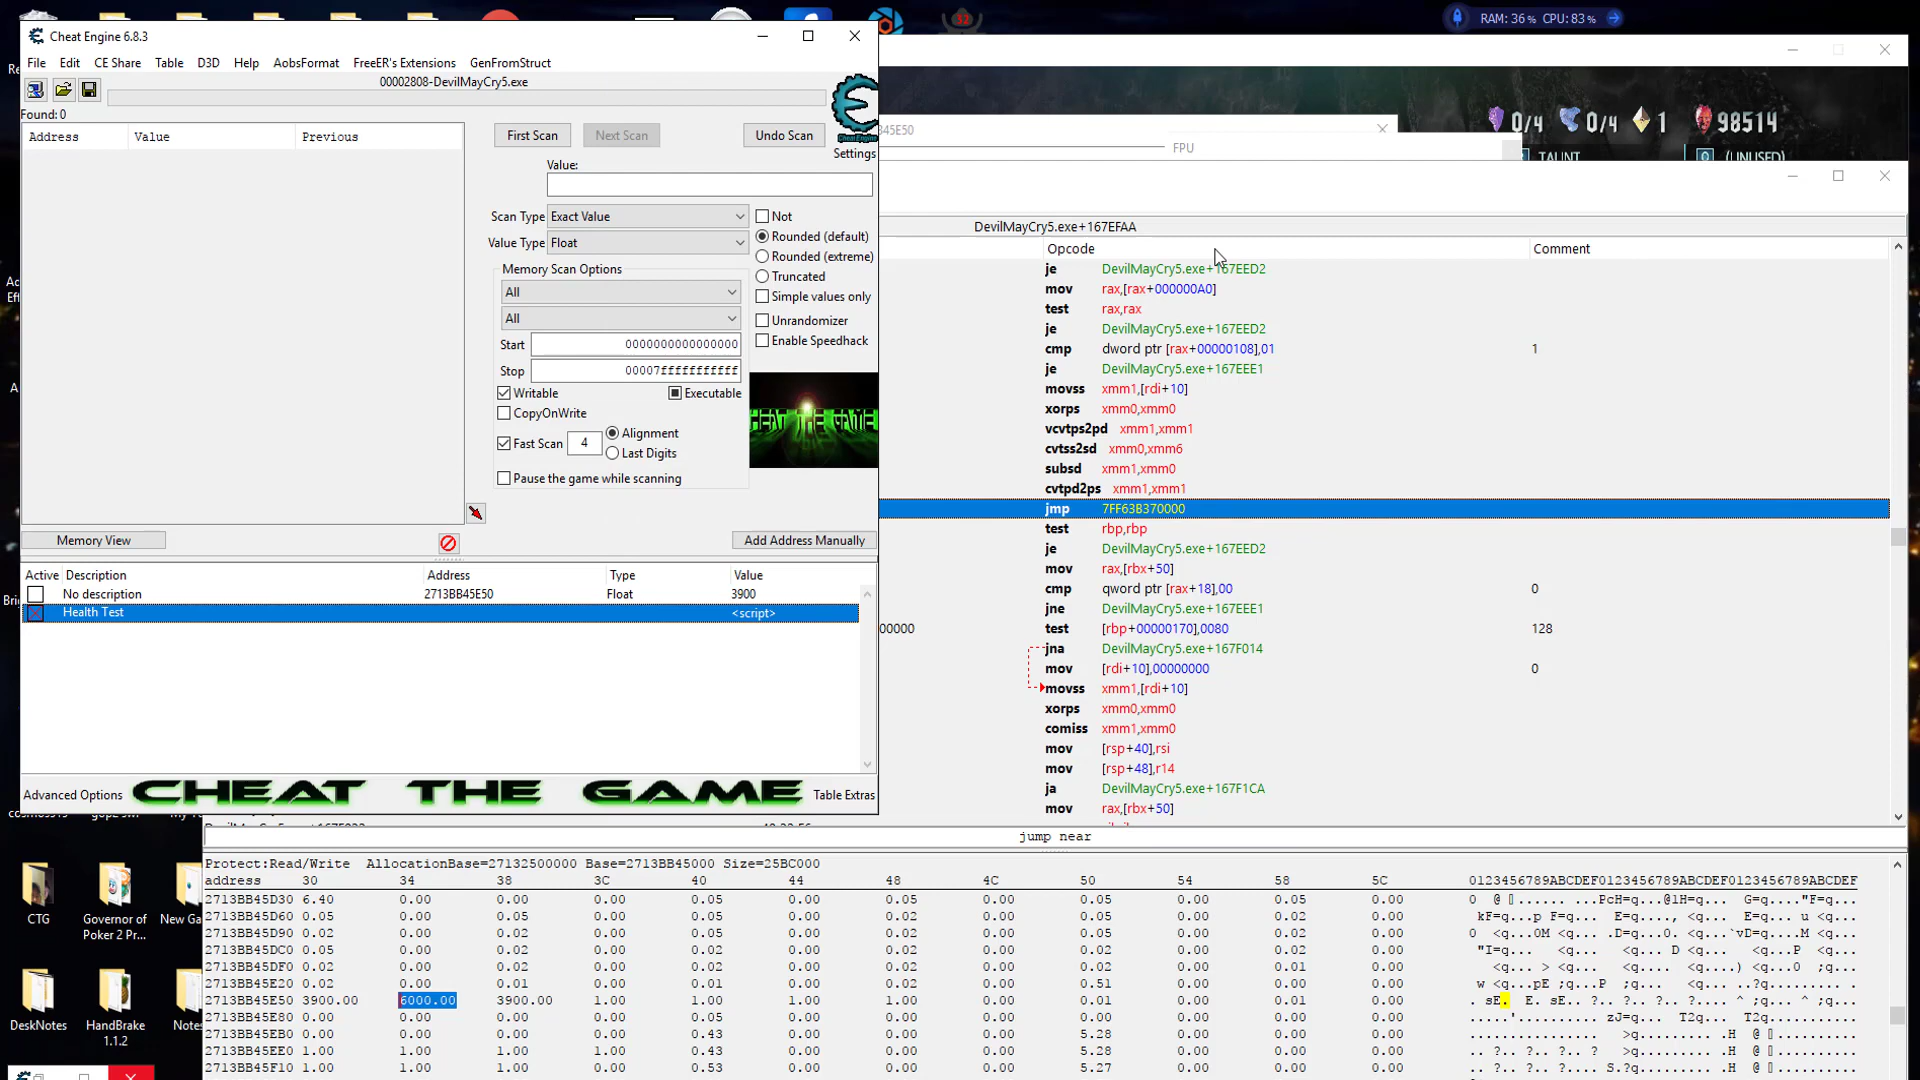 RAM: 36 % CPU: 83 %
32
Cheat Engine 6.8.3
File Edit CE Share Table D3D Help AobsFormat FreeER's Extensions GenFromStruct
00002808-DevilMayCry5.exe
Found: 0
Address Value Previous
First Scan Next Scan Undo Scan
Settings
Value:
Scan Type Exact Value Not
Value Type Float Rounded (default)
Rounded (extreme)
Memory Scan Options Truncated
All Simple values only
All Unrandomizer
Start 0000000000000000 Enable Speedhack
Stop 00007fffffffffff
Writable Executable
CopyOnWrite
Fast Scan 4 Alignment
Last Digits
Pause the game while scanning
CHEAT THE GAME
Memory View Add Address Manually
Active Description Address Type Value
No description 2713BB45E50 Float 3900
Health Test <script>
Advanced Options CHEAT THE GAME Table Extras
0/4 0/4 1 98514
TAUNT (UNUSED)
FPU
DevilMayCry5.exe+167EFAA
Opcode Comment
je DevilMayCry5.exe+167EED2
mov rax,[rax+000000A0]
test rax,rax
je DevilMayCry5.exe+167EED2
cmp dword ptr [rax+00000108],01 1
je DevilMayCry5.exe+167EEE1
movss xmm1,[rdi+10]
xorps xmm0,xmm0
vcvtps2pd xmm1,xmm1
cvtss2sd xmm0,xmm6
subsd xmm1,xmm0
cvtpd2ps xmm1,xmm1
jmp 7FF63B370000
test rbp,rbp
je DevilMayCry5.exe+167EED2
mov rax,[rbx+50]
cmp qword ptr [rax+18],00 0
jne DevilMayCry5.exe+167EEE1
test [rbp+00000170],0080 128
jna DevilMayCry5.exe+167F014
mov [rdi+10],00000000 0
movss xmm1,[rdi+10]
xorps xmm0,xmm0
comiss xmm1,xmm0
mov [rsp+40],rsi
mov [rsp+48],r14
ja DevilMayCry5.exe+167F1CA
mov rax,[rbx+50]
jump near
Protect:Read/Write AllocationBase=27132500000 Base=2713BB45000 Size=25BC000
address 30 34 38 3C 40 44 48 4C 50 54 58 5C 0123456789ABCDEF0123456789ABCDEF0123456789ABCDEF
2713BB45D30 6.40 0.00 0.00 0.00 0.05 0.00 0.05 0.00 0.05 0.00 0.05 0.00
2713BB45D60 0.05 0.00 0.05 0.00 0.05 0.00 0.02 0.00 0.05 0.00 0.02 0.00
2713BB45D90 0.02 0.00 0.02 0.00 0.05 0.00 0.02 0.00 0.05 0.00 0.02 0.00
2713BB45DC0 0.05 0.00 0.05 0.00 0.02 0.00 0.02 0.00 0.02 0.00 0.02 0.00
2713BB45DF0 0.02 0.00 0.02 0.00 0.02 0.00 0.02 0.00 0.02 0.00 0.01 0.00
2713BB45E20 0.02 0.00 0.02 0.00 0.02 0.00 0.02 0.00 0.51 0.00 0.00 0.00
2713BB45E50 3900.00 6000.00 3900.00 1.00 1.00 1.00 1.00 0.00 0.01 0.00 0.01 0.00
2713BB45E80 0.00 0.00 0.00 0.00 0.05 0.00 0.00 0.00 0.00 0.00 0.00 0.00
2713BB45EB0 0.00 0.00 0.00 0.00 0.43 0.00 0.00 0.00 5.28 0.00 0.00 0.00
2713BB45EE0 1.00 1.00 1.00 1.00 0.43 0.00 0.00 0.00 5.28 0.00 0.00 0.00
2713BB45F10 1.00 1.00 1.00 1.00 0.53 0.00 0.00 0.00 5.27 0.00 0.00 0.00
CTG
Governor of
Poker 2 Pr...
New Ga
DeskNotes
HandBrake
1.1.2
Notes